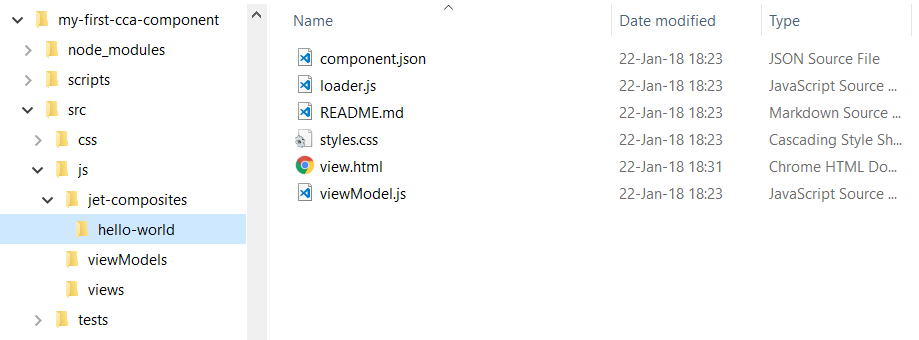 my-first-cca-component
node_modules
scripts
src
css
js
jet-composites
hello-world
viewModels
views
tests
Name Date modified Type
component.json 22-Jan-18 18:23 JSON Source File
loader.js 22-Jan-18 18:23 JavaScript Source ...
README.md 22-Jan-18 18:23 Markdown Source ...
styles.css 22-Jan-18 18:23 Cascading Style Sh...
view.html 22-Jan-18 18:31 Chrome HTML Do...
viewModel.js 22-Jan-18 18:23 JavaScript Source ...